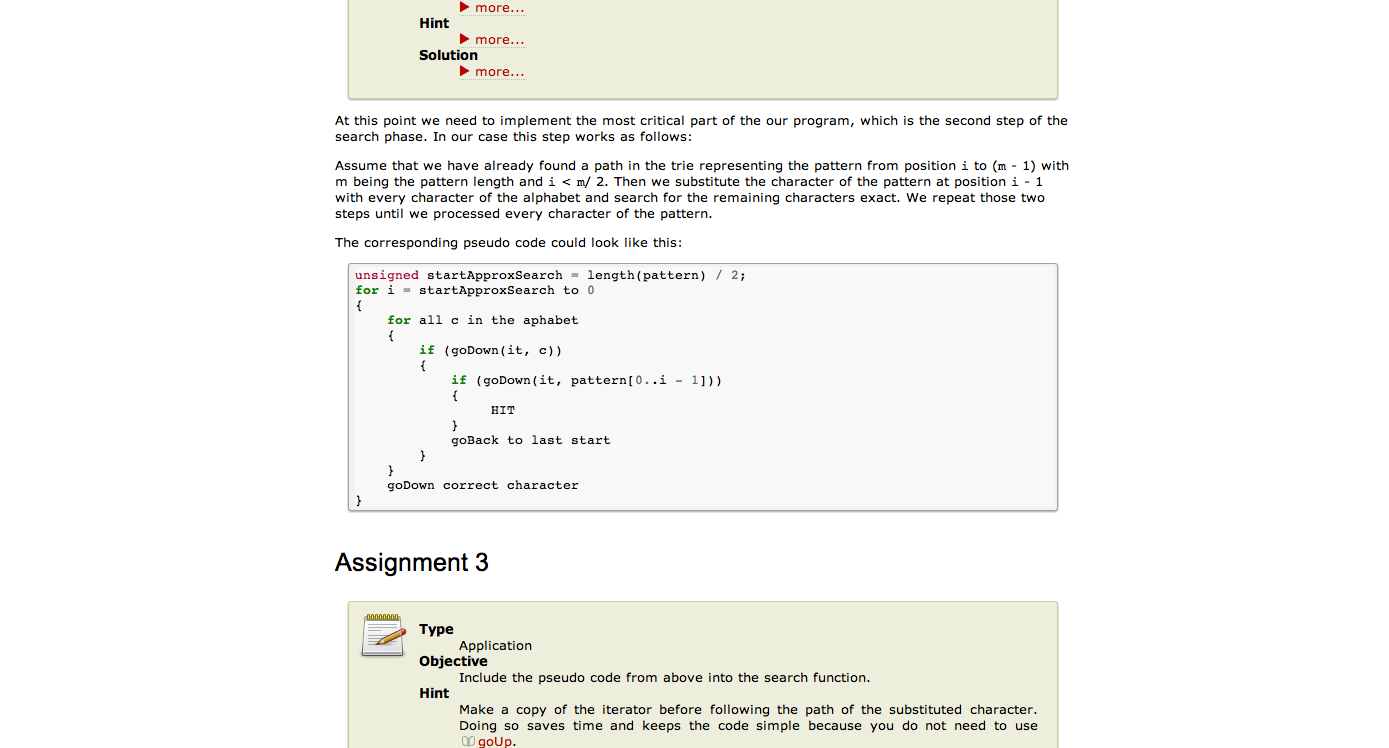 ▶ more...
Hint
▶ more...
Solution
▶ more...
At this point we need to implement the most critical part of the our program, which is the second step of the
search phase. In our case this step works as follows:
Assume that we have already found a path in the trie representing the pattern from position i to (m - 1) with
m being the pattern length and i < m/ 2. Then we substitute the character of the pattern at position i - 1
with every character of the alphabet and search for the remaining characters exact. We repeat those two
steps until we processed every character of the pattern.
The corresponding pseudo code could look like this:
unsigned startApproxSearch = length(pattern) / 2;
for i = startApproxSearch to 0
{
    for all c in the aphabet
    {
        if (goDown(it, c))
        {
            if (goDown(it, pattern[0..i - 1]))
            {
                 HIT
            }
            goBack to last start
        }
    }
    goDown correct character
}
Assignment 3
Type
Application
Objective
Include the pseudo code from above into the search function.
Hint
Make a copy of the iterator before following the path of the substituted character.
Doing so saves time and keeps the code simple because you do not need to use
goUp.